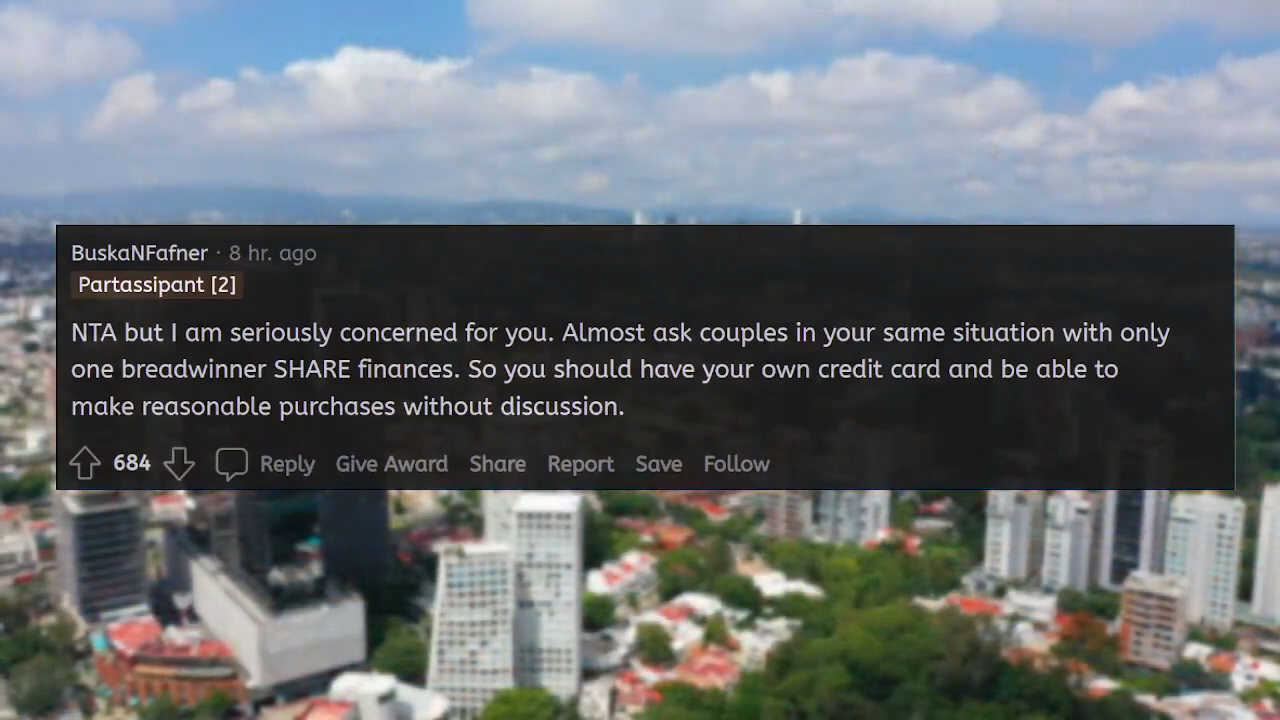 BuskaNFafner · 8 hr. ago
Partassipant [2]
NTA but I am seriously concerned for you. Almost ask couples in your same situation with only
one breadwinner SHARE finances. So you should have your own credit card and be able to
make reasonable purchases without discussion.
684 Reply Give Award Share Report Save Follow